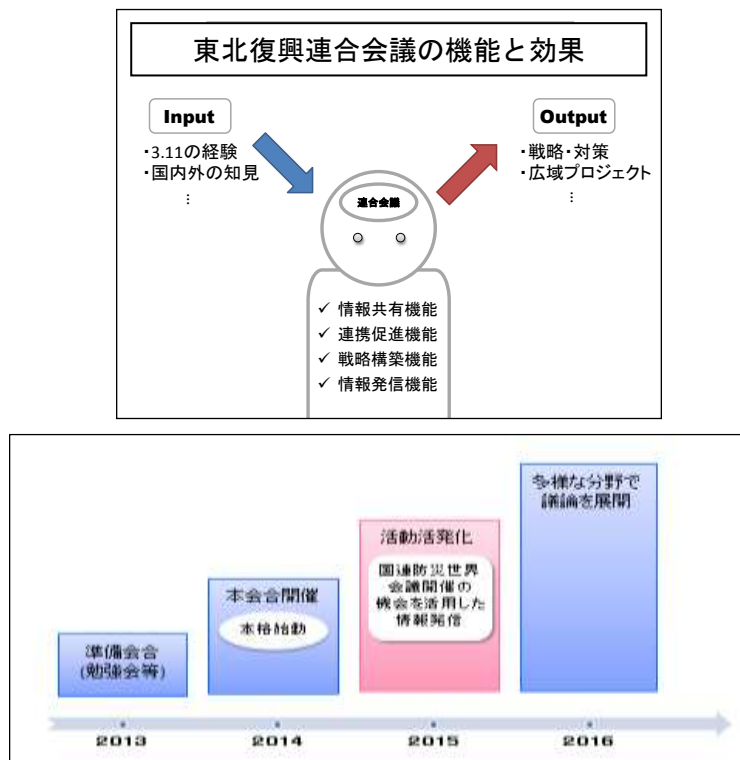 東北復興連合会議の機能と効果
Input
・3.11の経験
・国内外の知見
⋮
Output
・戦略・対策
・広域プロジェクト
⋮
連合会議
✓ 情報共有機能
✓ 連携促進機能
✓ 戦略構築機能
✓ 情報発信機能
準備会合
(勉強会等)
本会合開催
本格始動
活動活発化
国連防災世界
会議開催の
機会を活用した
情報発信
多様な分野で
議論を展開
2013
2014
2015
2016